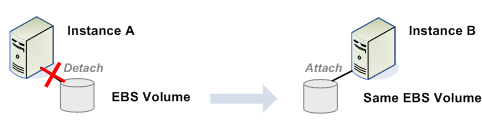 Instance A
Detach
EBS Volume
Instance B
Attach
Same EBS Volume